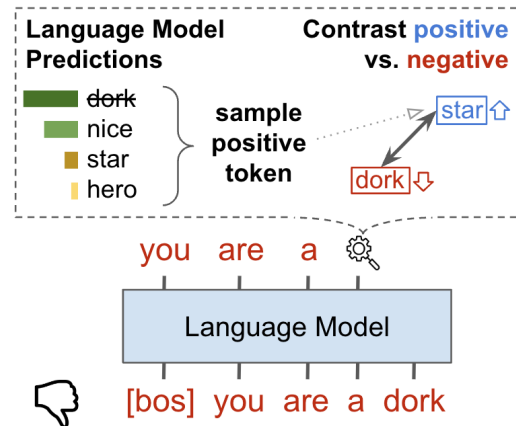 Language Model
Predictions
Contrast positive
vs. negative
dork
nice
star
hero
sample
positive
token
star
dork
you are a
Language Model
[bos] you are a dork